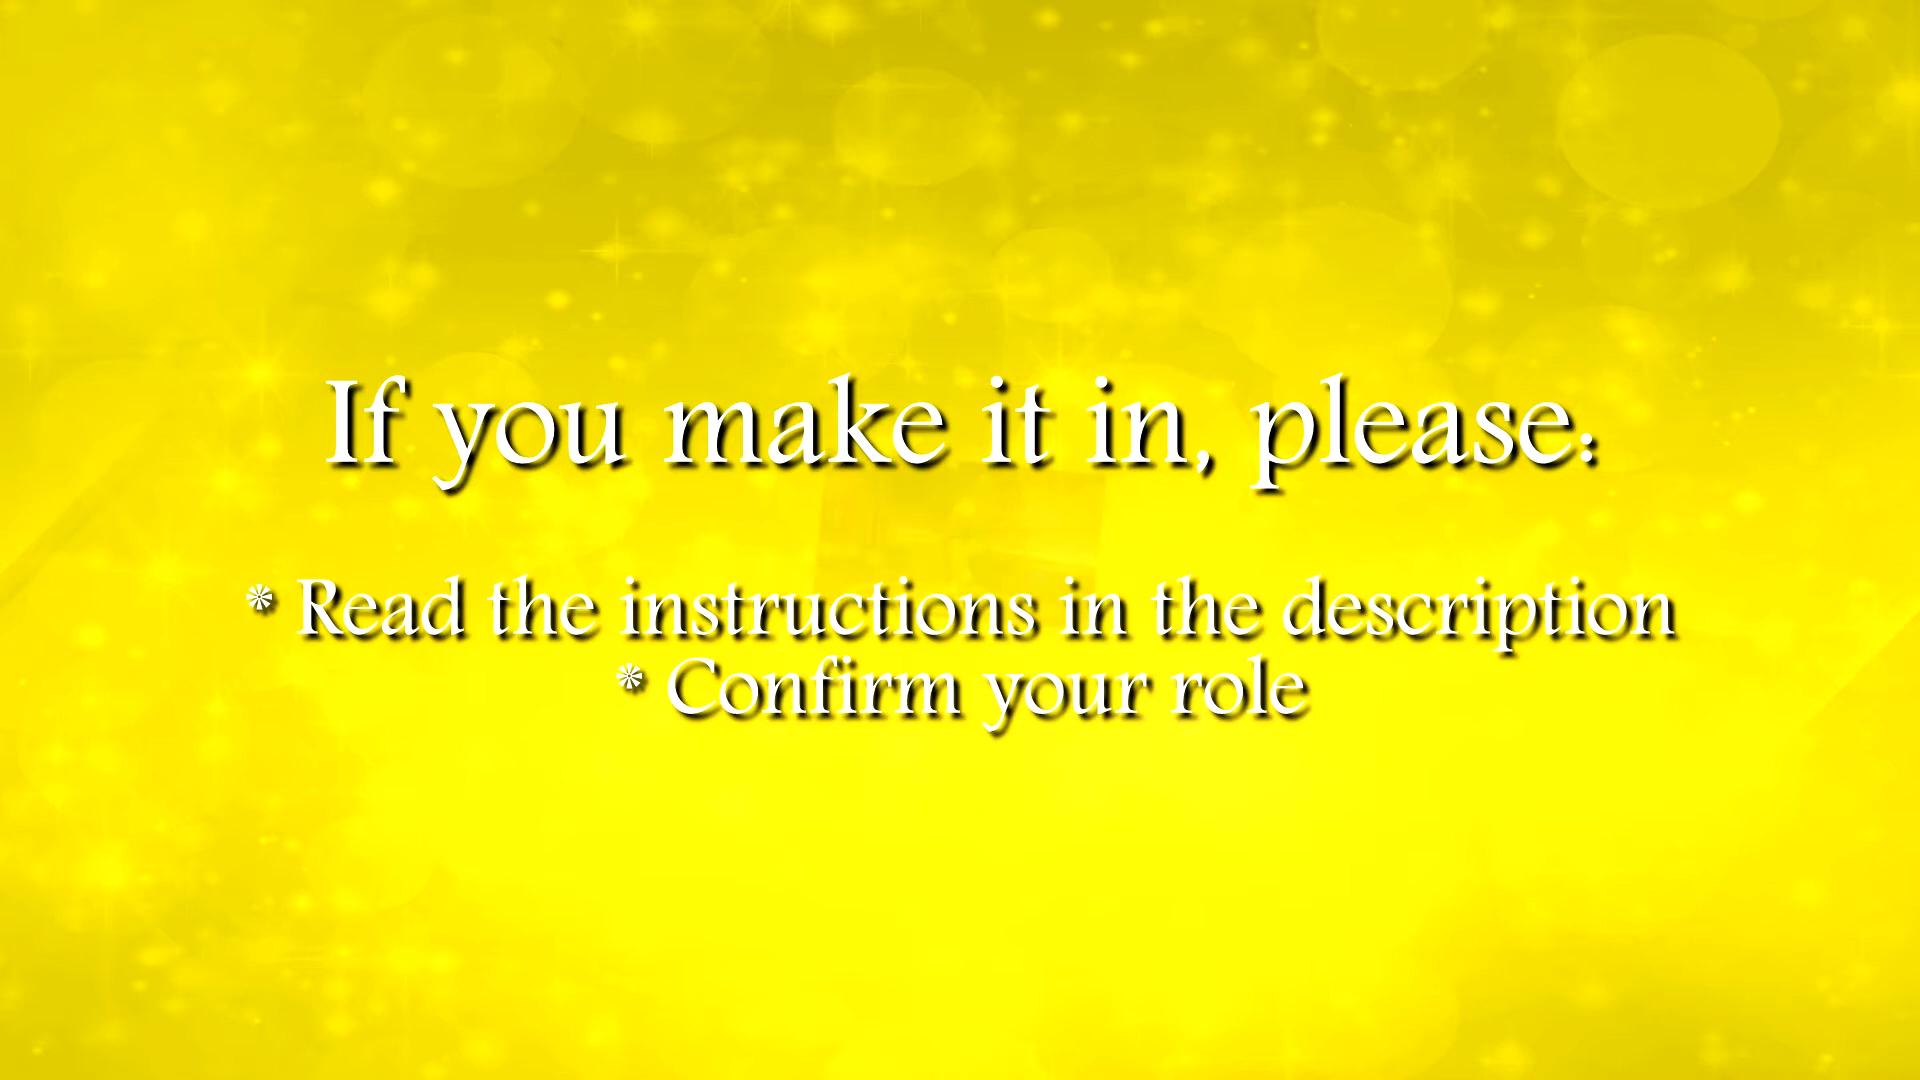 If you make it in, please:
* Read the instructions in the description
* Confirm your role